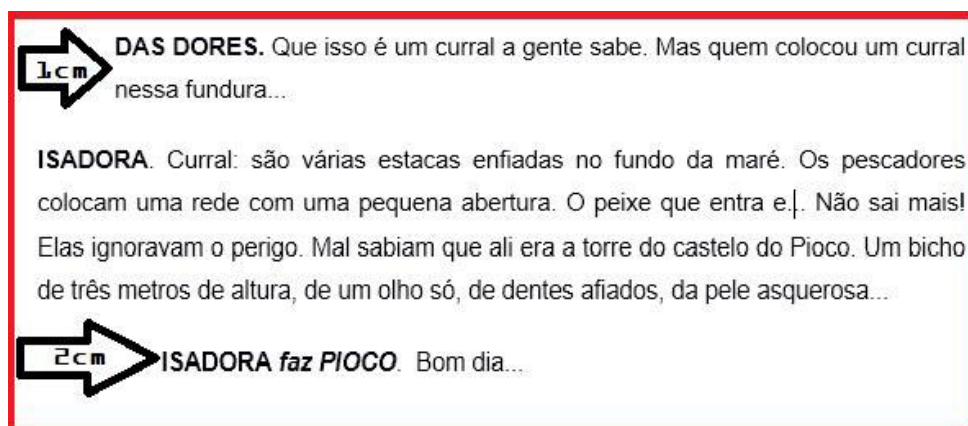 1cm
DAS DORES. Que isso é um curral a gente sabe. Mas quem colocou um curral
nessa fundura...
ISADORA. Curral: são várias estacas enfiadas no fundo da maré. Os pescadores
colocam uma rede com uma pequena abertura. O peixe que entra e... Não sai mais!
Elas ignoravam o perigo. Mal sabiam que ali era a torre do castelo do Pioco. Um bicho
de três metros de altura, de um olho só, de dentes afiados, da pele asquerosa...
2cm
ISADORA faz PIOCO. Bom dia...